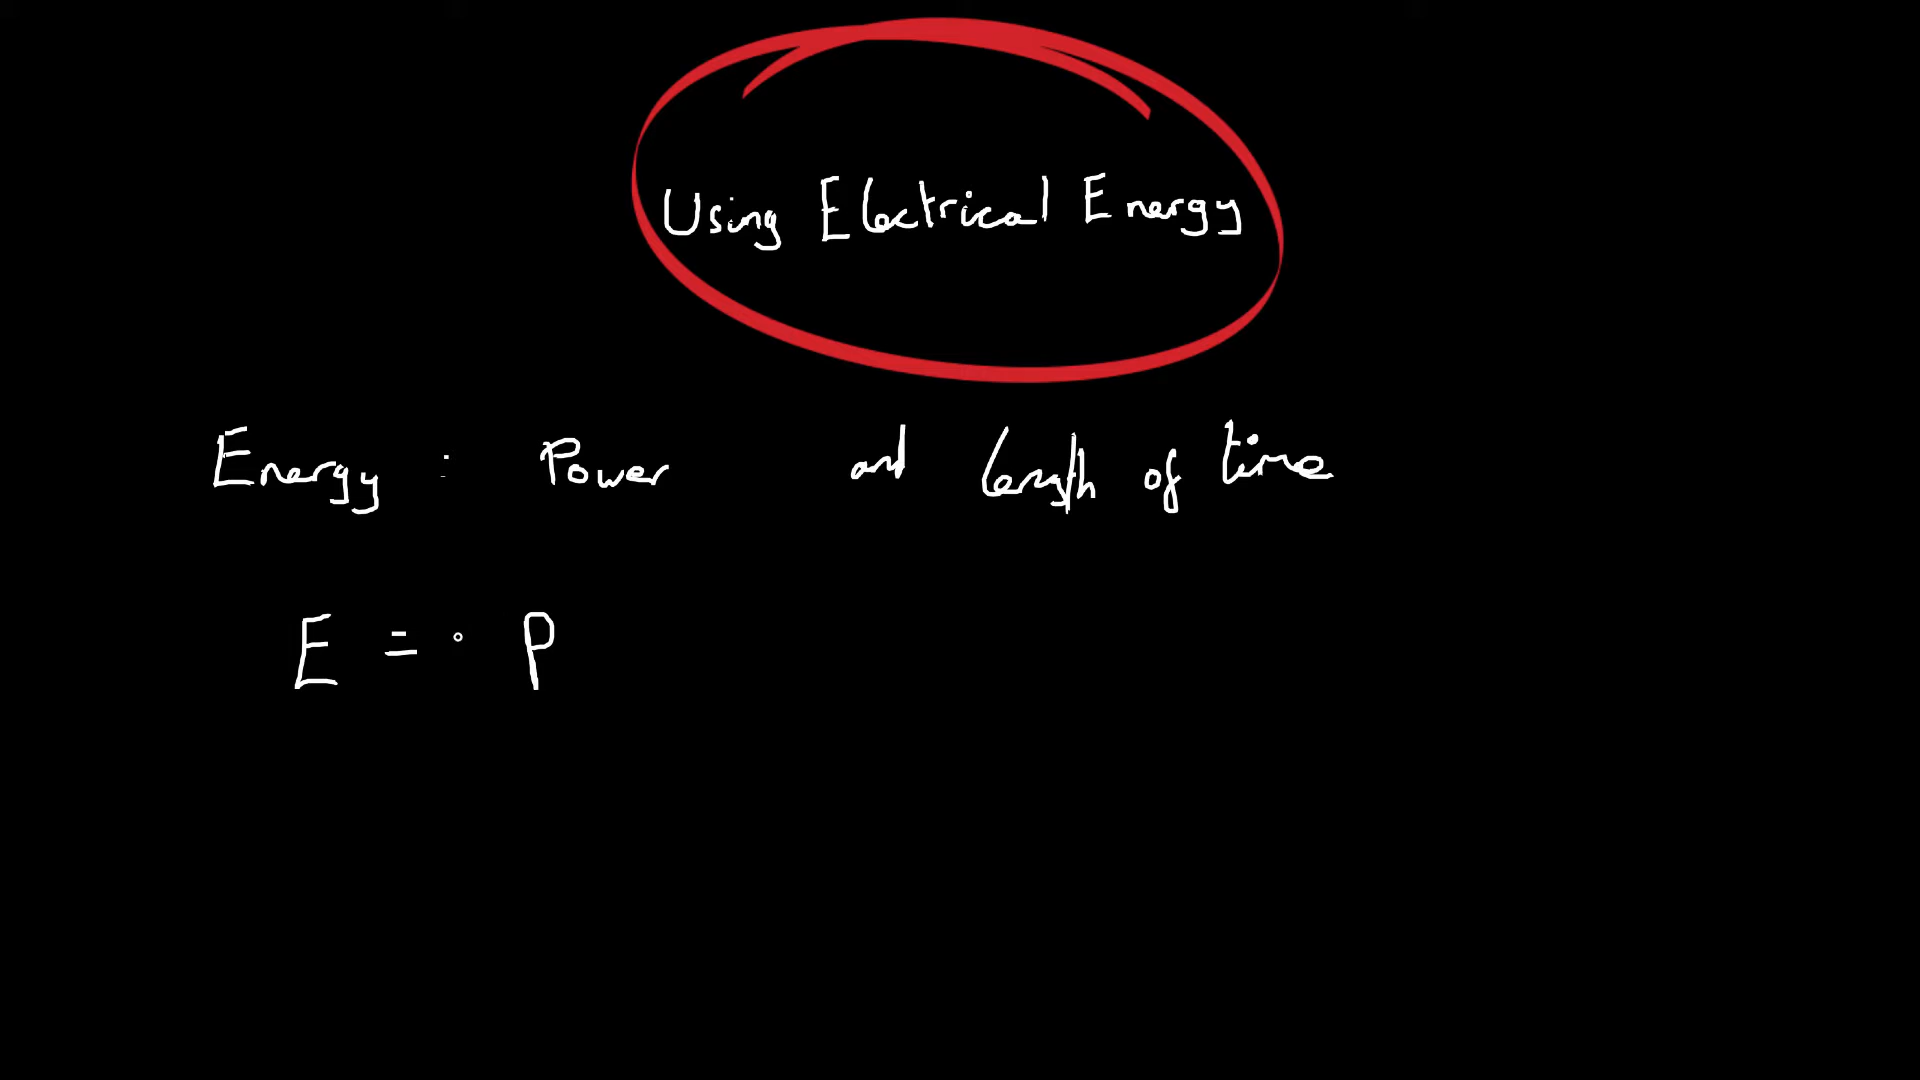 Using Electrical Energy
Energy : Power and length of time
E = P